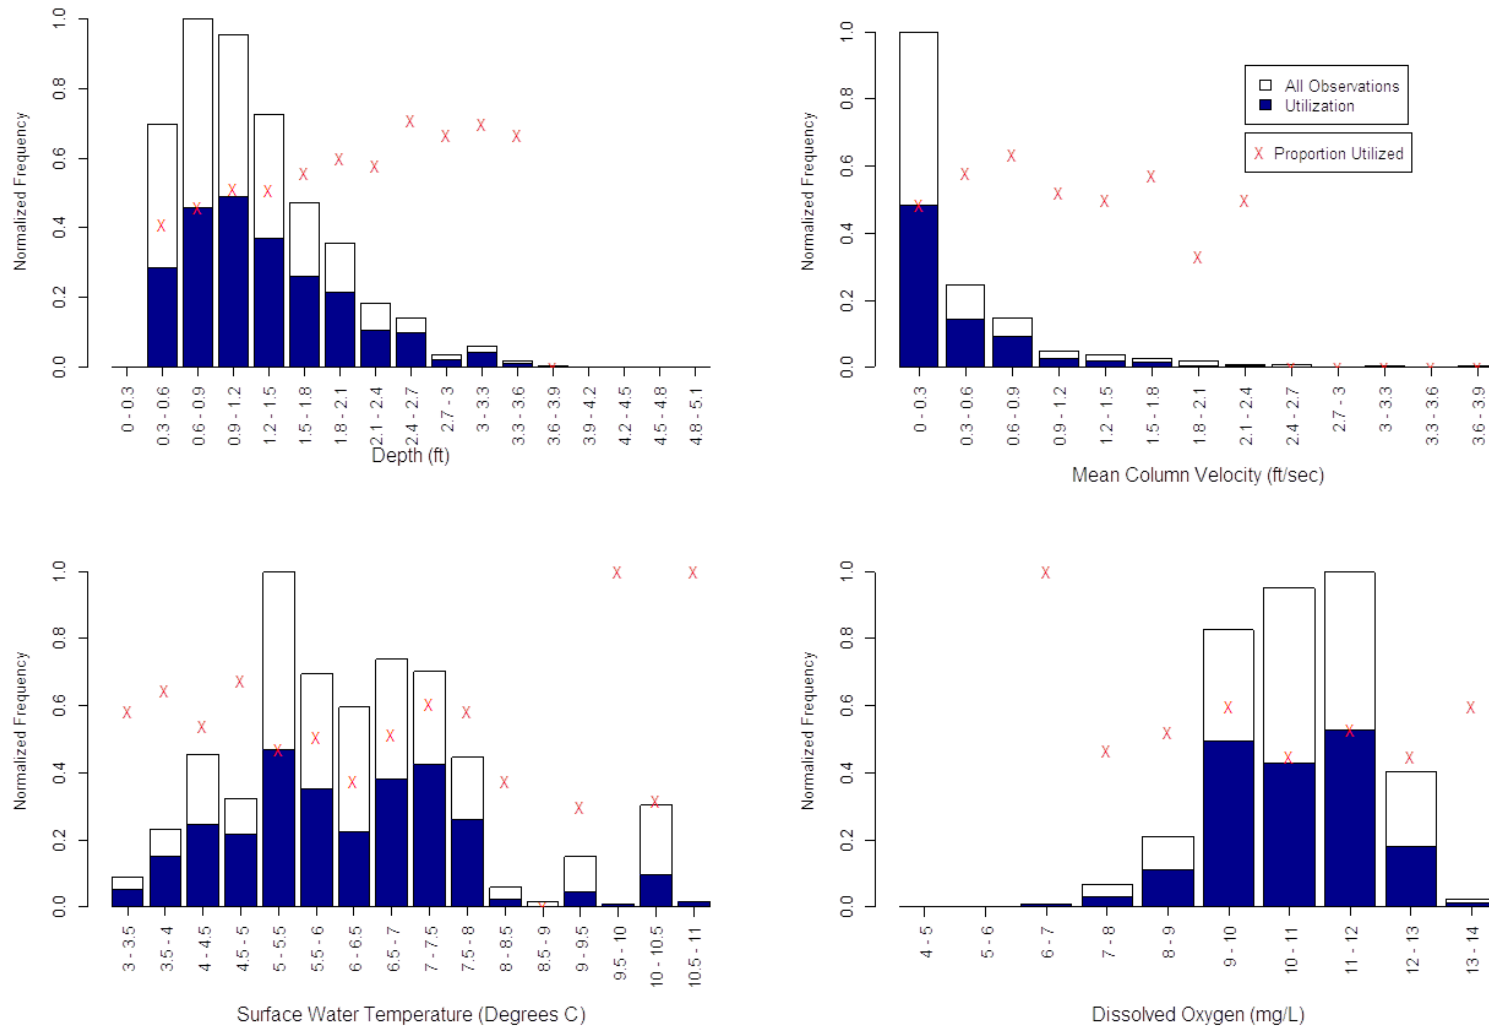 1.0
0.8
0.6
0.4
0.2
0.0
Normalized Frequency
0 - 0.3
0.3 - 0.6
0.6 - 0.9
0.9 - 1.2
1.2 - 1.5
1.5 - 1.8
1.8 - 2.1
2.1 - 2.4
2.4 - 2.7
2.7 - 3
3 - 3.3
3.3 - 3.6
3.6 - 3.9
3.9 - 4.2
4.2 - 4.5
4.5 - 4.8
4.8 - 5.1
Depth (ft)
1.0
0.8
0.6
0.4
0.2
0.0
Normalized Frequency
All Observations
Utilization
X Proportion Utilized
0 - 0.3
0.3 - 0.6
0.6 - 0.9
0.9 - 1.2
1.2 - 1.5
1.5 - 1.8
1.8 - 2.1
2.1 - 2.4
2.4 - 2.7
2.7 - 3
3 - 3.3
3.3 - 3.6
3.6 - 3.9
Mean Column Velocity (ft/sec)
1.0
0.8
0.6
0.4
0.2
0.0
Normalized Frequency
3 - 3.5
3.5 - 4
4 - 4.5
4.5 - 5
5 - 5.5
5.5 - 6
6 - 6.5
6.5 - 7
7 - 7.5
7.5 - 8
8 - 8.5
8.5 - 9
9 - 9.5
9.5 - 10
10 - 10.5
10.5 - 11
Surface Water Temperature (Degrees C)
1.0
0.8
0.6
0.4
0.2
0.0
Normalized Frequency
4 - 5
5 - 6
6 - 7
7 - 8
8 - 9
9 - 10
10 - 11
11 - 12
12 - 13
13 - 14
Dissolved Oxygen (mg/L)